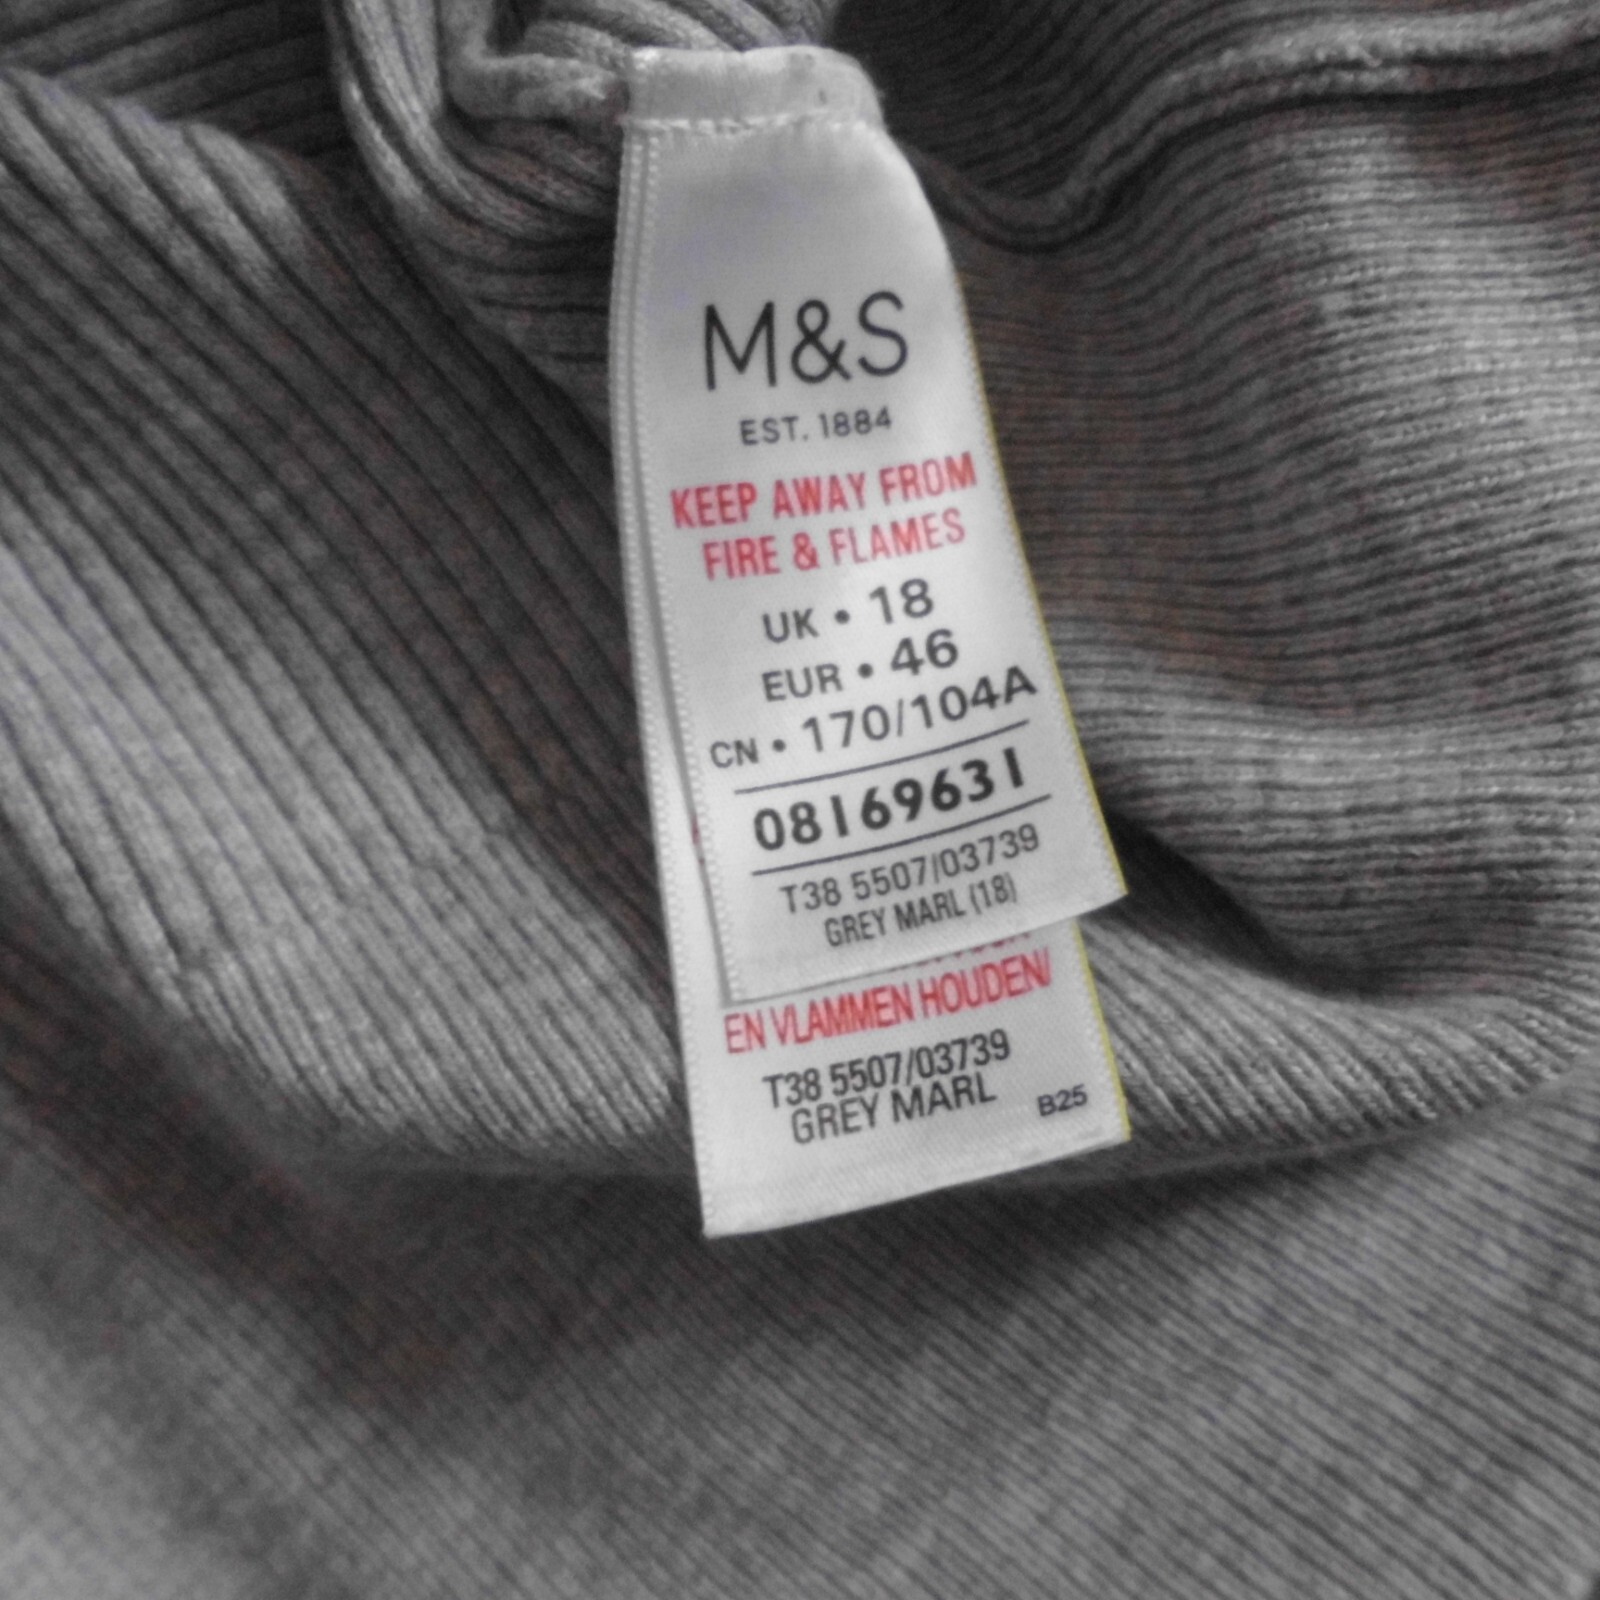 M&S
EST. 1884
KEEP AWAY FROM
FIRE & FLAMES
UK • 18
EUR • 46
CN • 170/104A
08169631
T38 5507/03739
GREY MARL (18)
EN VLAMMEN HOUDEN/
T38 5507/03739
GREY MARL
B25